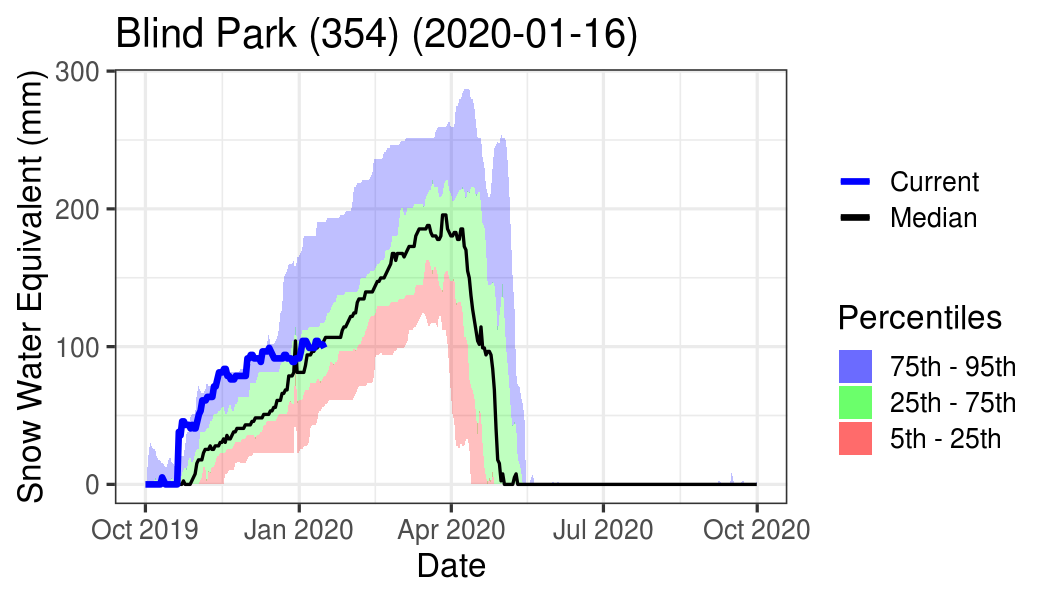 Blind Park (354) (2020-01-16)
Snow Water Equivalent (mm)
300
200
100
0
Oct 2019
Jan 2020
Apr 2020
Jul 2020
Oct 2020
Date
Current
Median
Percentiles
75th - 95th
25th - 75th
5th - 25th